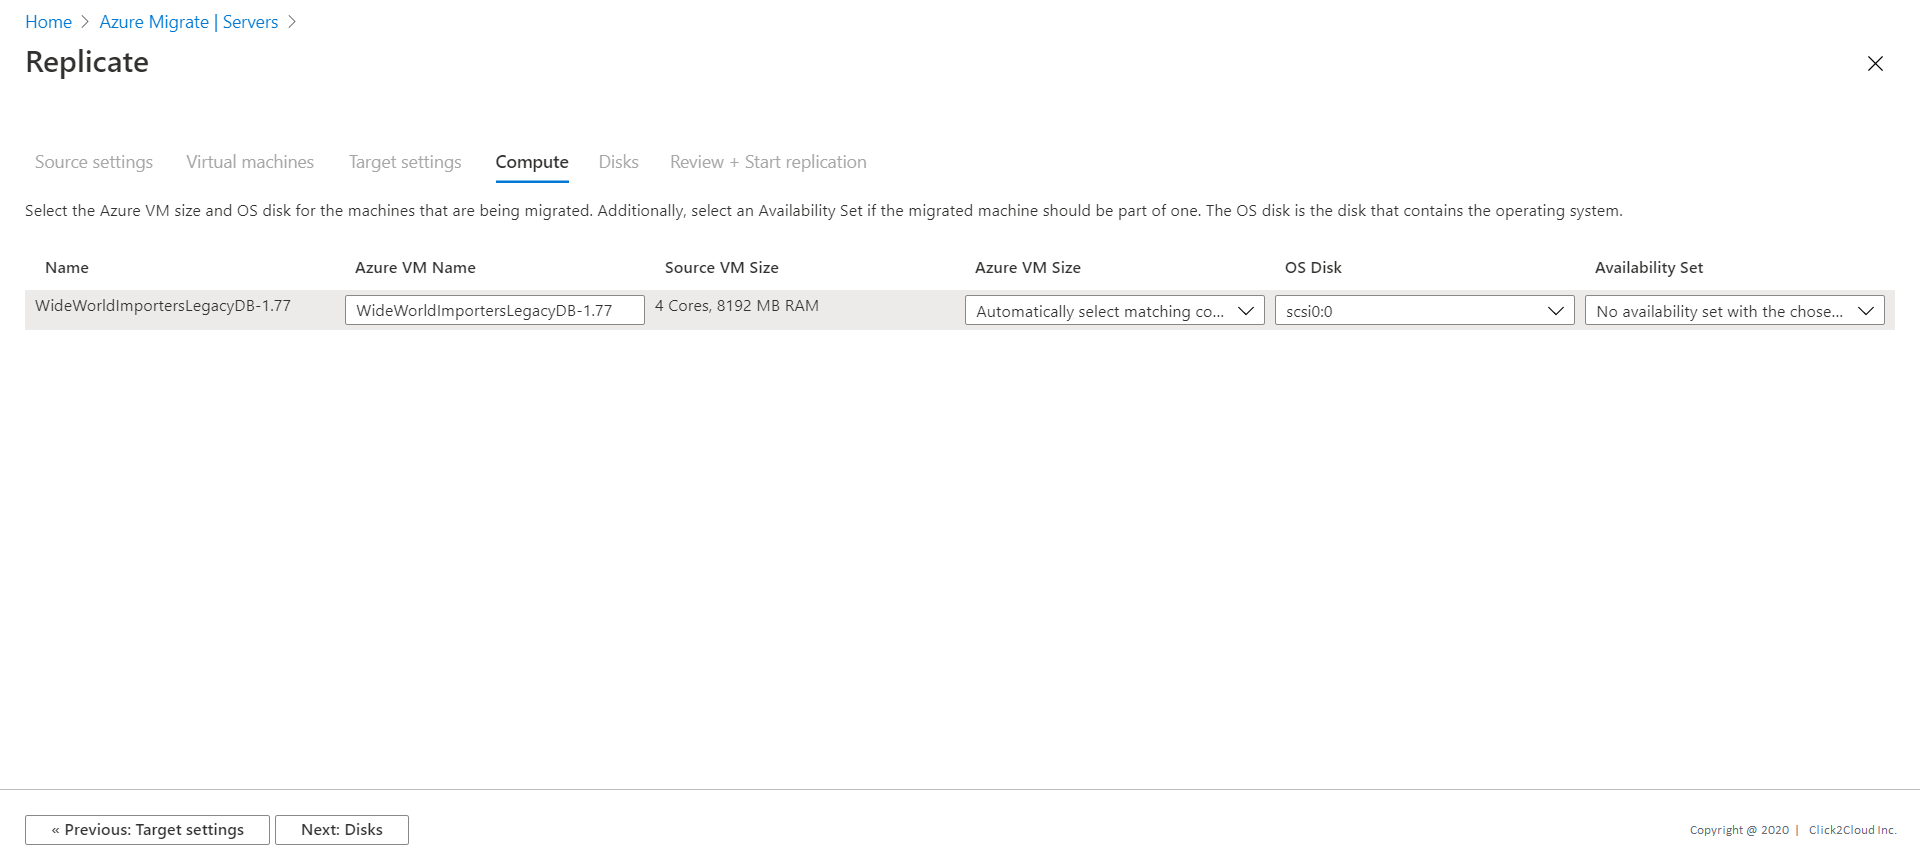 Home > Azure Migrate | Servers >
Replicate
Source settings Virtual machines Target settings Compute Disks Review + Start replication
Select the Azure VM size and OS disk for the machines that are being migrated. Additionally, select an Availability Set if the migrated machine should be part of one. The OS disk is the disk that contains the operating system.
Name Azure VM Name Source VM Size Azure VM Size OS Disk Availability Set
WideWorldImportersLegacyDB-1.77 WideWorldImportersLegacyDB-1.77 4 Cores, 8192 MB RAM Automatically select matching co... scsi0:0 No availability set with the chose...
« Previous: Target settings Next: Disks Copyright @ 2020 | Click2Cloud Inc.